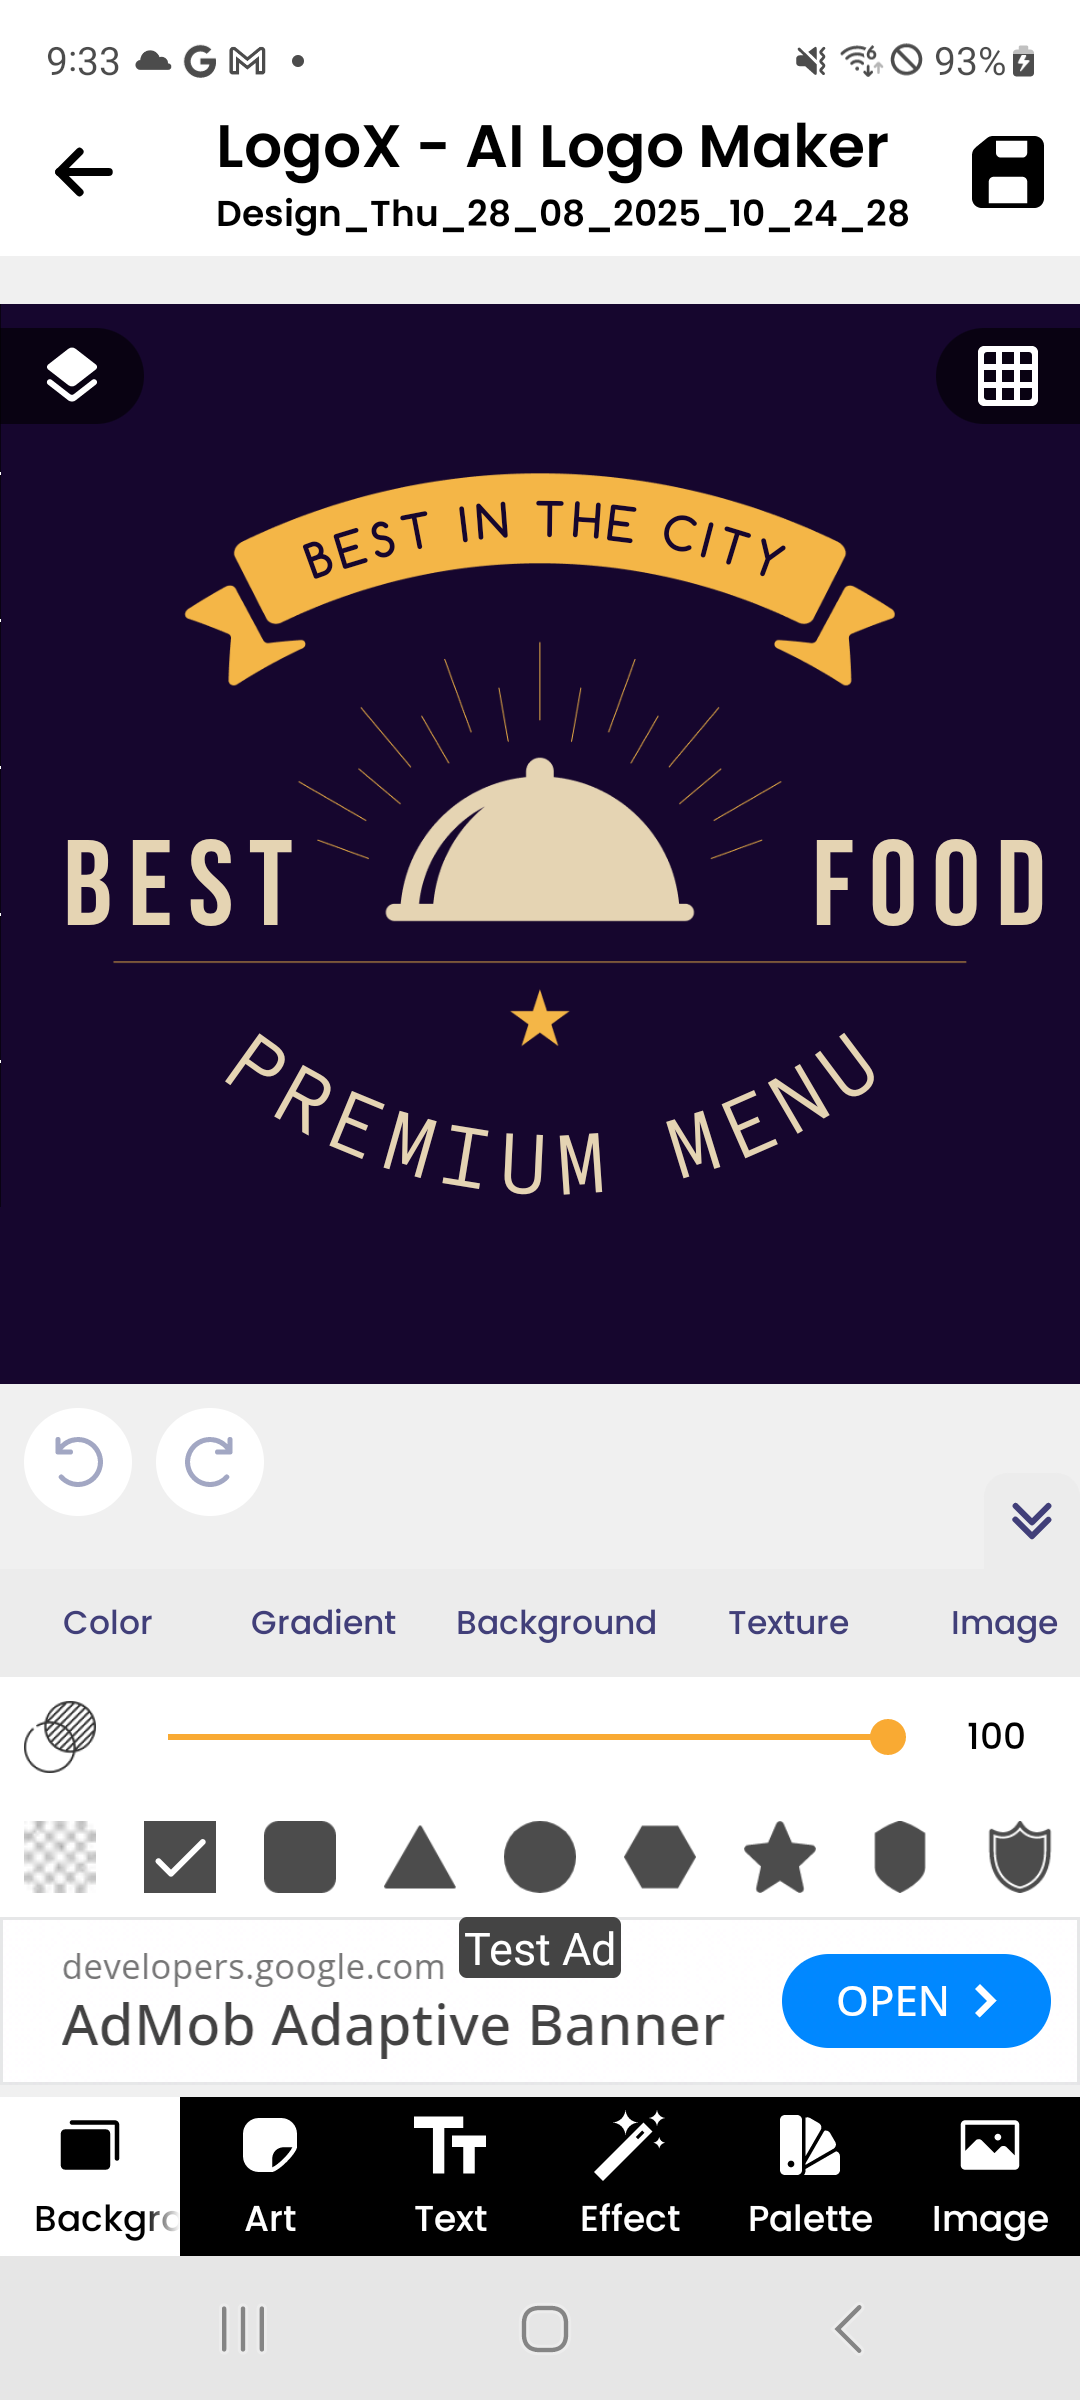 9:33
93%
LogoX - AI Logo Maker
Design_Thu_28_08_2025_10_24_28
BEST IN THE CITY
BEST FOOD
PREMIUM MENU
Color Gradient Background Texture Image
100
Test Ad
developers.google.com
AdMob Adaptive Banner
OPEN
Backgro Art Text Effect Palette Image